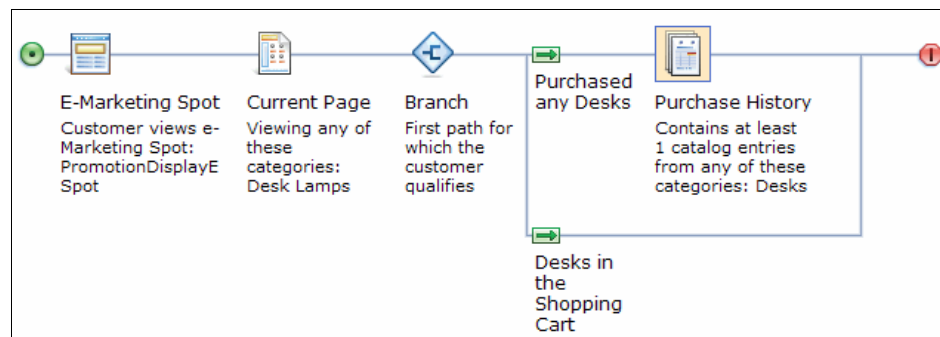 E-Marketing Spot
Customer views e-
Marketing Spot:
PromotionDisplayE
Spot
Current Page
Viewing any of
these
categories:
Desk Lamps
Branch
First path for
which the
customer
qualifies
Purchased
any Desks
Purchase History
Contains at least
1 catalog entries
from any of these
categories: Desks
Desks in
the
Shopping
Cart